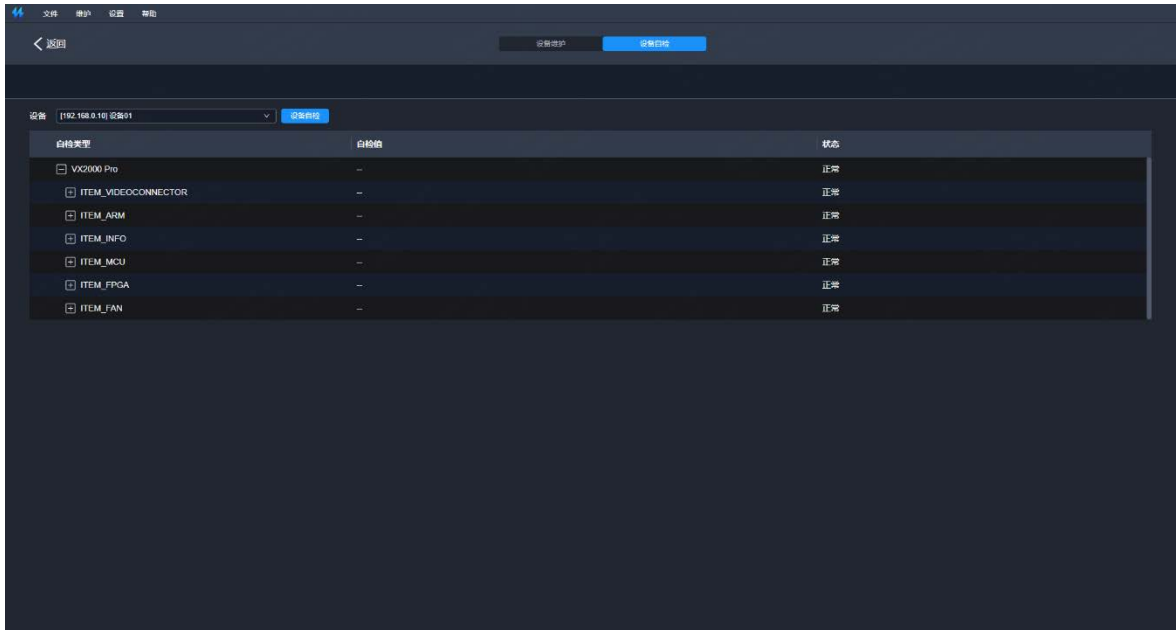 文件 维护 设置 帮助
返回 设备维护 设备自检
设备 [192.168.0.10] 设备01 设备自检
自检类型 自检值 状态
VX2000 Pro -- 正常
ITEM_VIDEOCONNECTOR -- 正常
ITEM_ARM -- 正常
ITEM_INFO -- 正常
ITEM_MCU -- 正常
ITEM_FPGA -- 正常
ITEM_FAN -- 正常